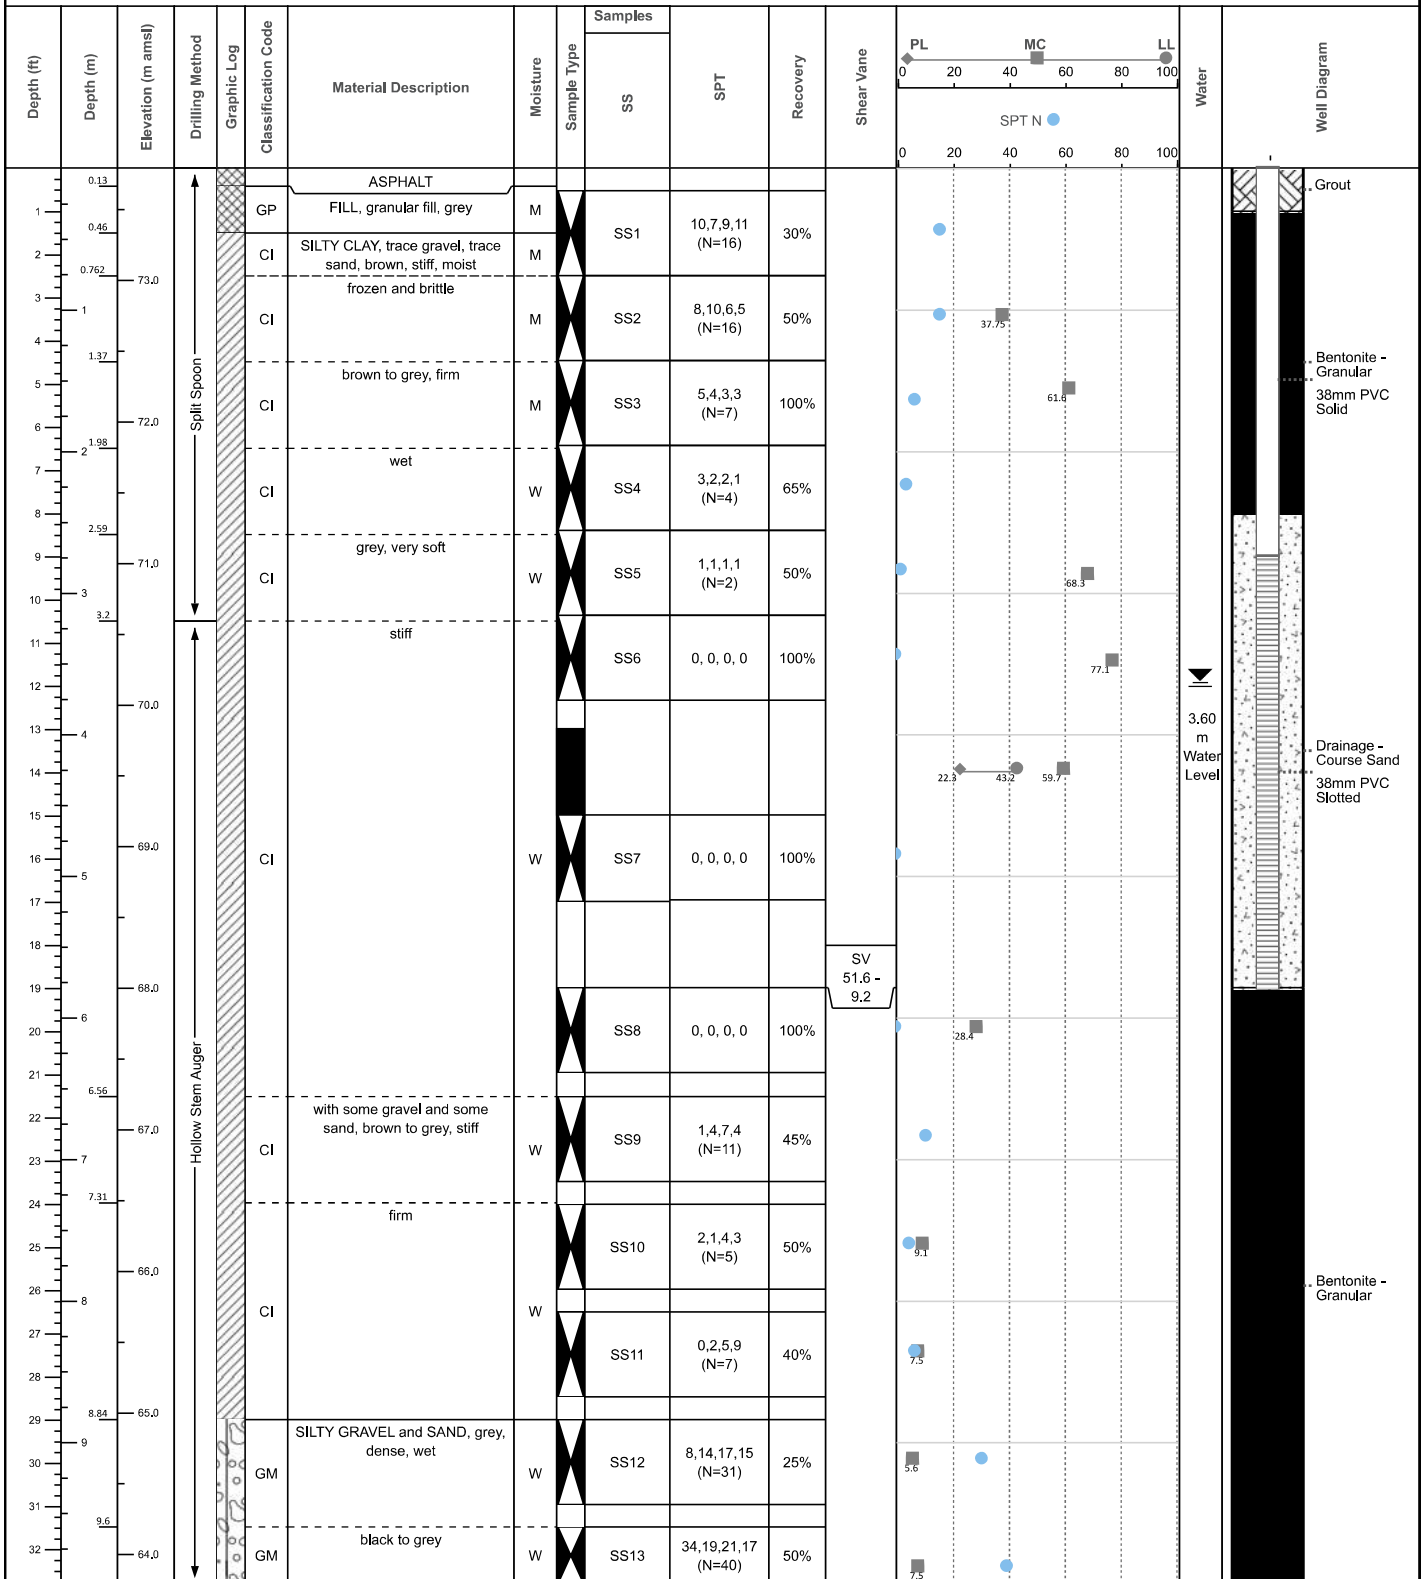 Depth (ft)
Depth (m)
Elevation (m amsl)
Drilling Method
Graphic Log
Classification Code
Material Description
Moisture
Sample Type
Samples
SS
SPT
Recovery
Shear Vane
PL MC LL
0 20 40 60 80 100
SPT N
0 20 40 60 80 100
Water
Well Diagram
0.13
0.46
0.762
1.37
1.98
2.59
3.2
6.56
7.31
8.84
9.6
1
2
3
4
5
6
7
8
9
10
11
12
13
14
15
16
17
18
19
20
21
22
23
24
25
26
27
28
29
30
31
32
1
2
3
4
5
6
7
8
9
73.0
72.0
71.0
70.0
69.0
68.0
67.0
66.0
65.0
64.0
Split Spoon
Hollow Stem Auger
ASPHALT
GP FILL, granular fill, grey M
CI SILTY CLAY, trace gravel, trace
sand, brown, stiff, moist M
SS1 10,7,9,11
(N=16) 30%
frozen and brittle
CI M SS2 8,10,6,5
(N=16) 50%
37.75
brown to grey, firm
CI M SS3 5,4,3,3
(N=7) 100%
61.6
wet
CI W SS4 3,2,2,1
(N=4) 65%
grey, very soft
CI W SS5 1,1,1,1
(N=2) 50%
68.3
stiff
SS6 0, 0, 0, 0 100%
77.1
22.3 43.2 59.7
CI W SS7 0, 0, 0, 0 100%
SV
51.6 -
9.2
SS8 0, 0, 0, 0 100%
28.4
with some gravel and some
sand, brown to grey, stiff
CI W SS9 1,4,7,4
(N=11) 45%
firm
SS10 2,1,4,3
(N=5) 50%
9.1
CI W
SS11 0,2,5,9
(N=7) 40%
7.5
SILTY GRAVEL and SAND, grey,
dense, wet
GM W SS12 8,14,17,15
(N=31) 25%
5.6
black to grey
GM W SS13 34,19,21,17
(N=40) 50%
7.5
3.60
m
Water
Level
Grout
Bentonite -
Granular
38mm PVC
Solid
Drainage -
Course Sand
38mm PVC
Slotted
Bentonite -
Granular